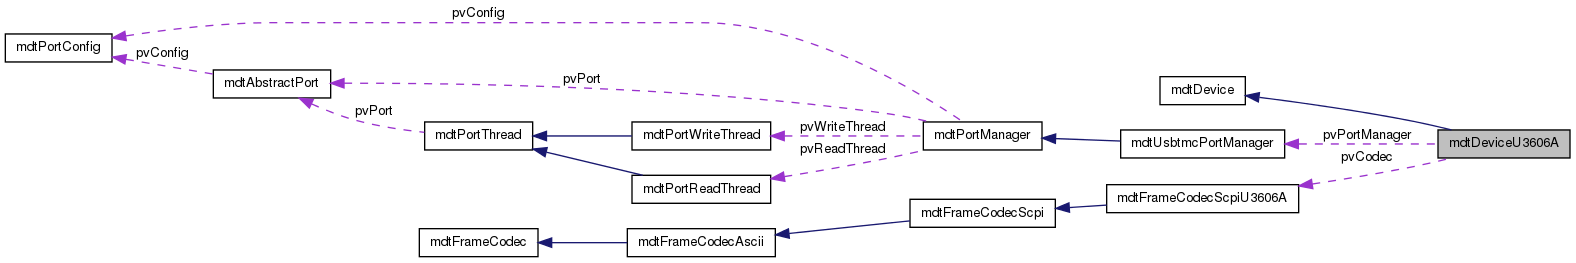 pvConfig
mdtPortConfig
pvConfig
mdtAbstractPort
pvPort
mdtDevice
pvPort
mdtPortThread
mdtPortWriteThread
pvWriteThread
mdtPortManager
pvPortManager
mdtUsbtmcPortManager
mdtDeviceU3606A
pvReadThread
pvCodec
mdtPortReadThread
mdtFrameCodecScpiU3606A
mdtFrameCodecScpi
mdtFrameCodec
mdtFrameCodecAscii